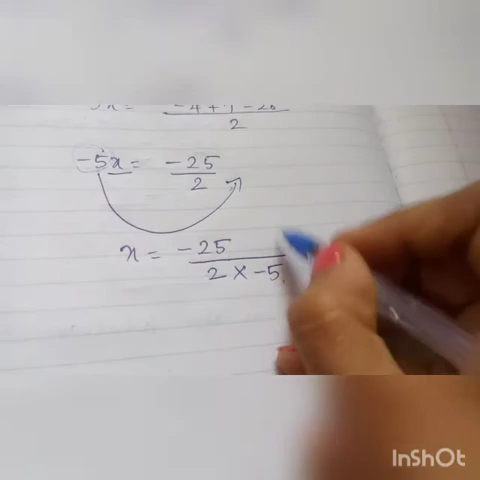 -5x = -25/2
x = -25/(2 × -5)
InShOt